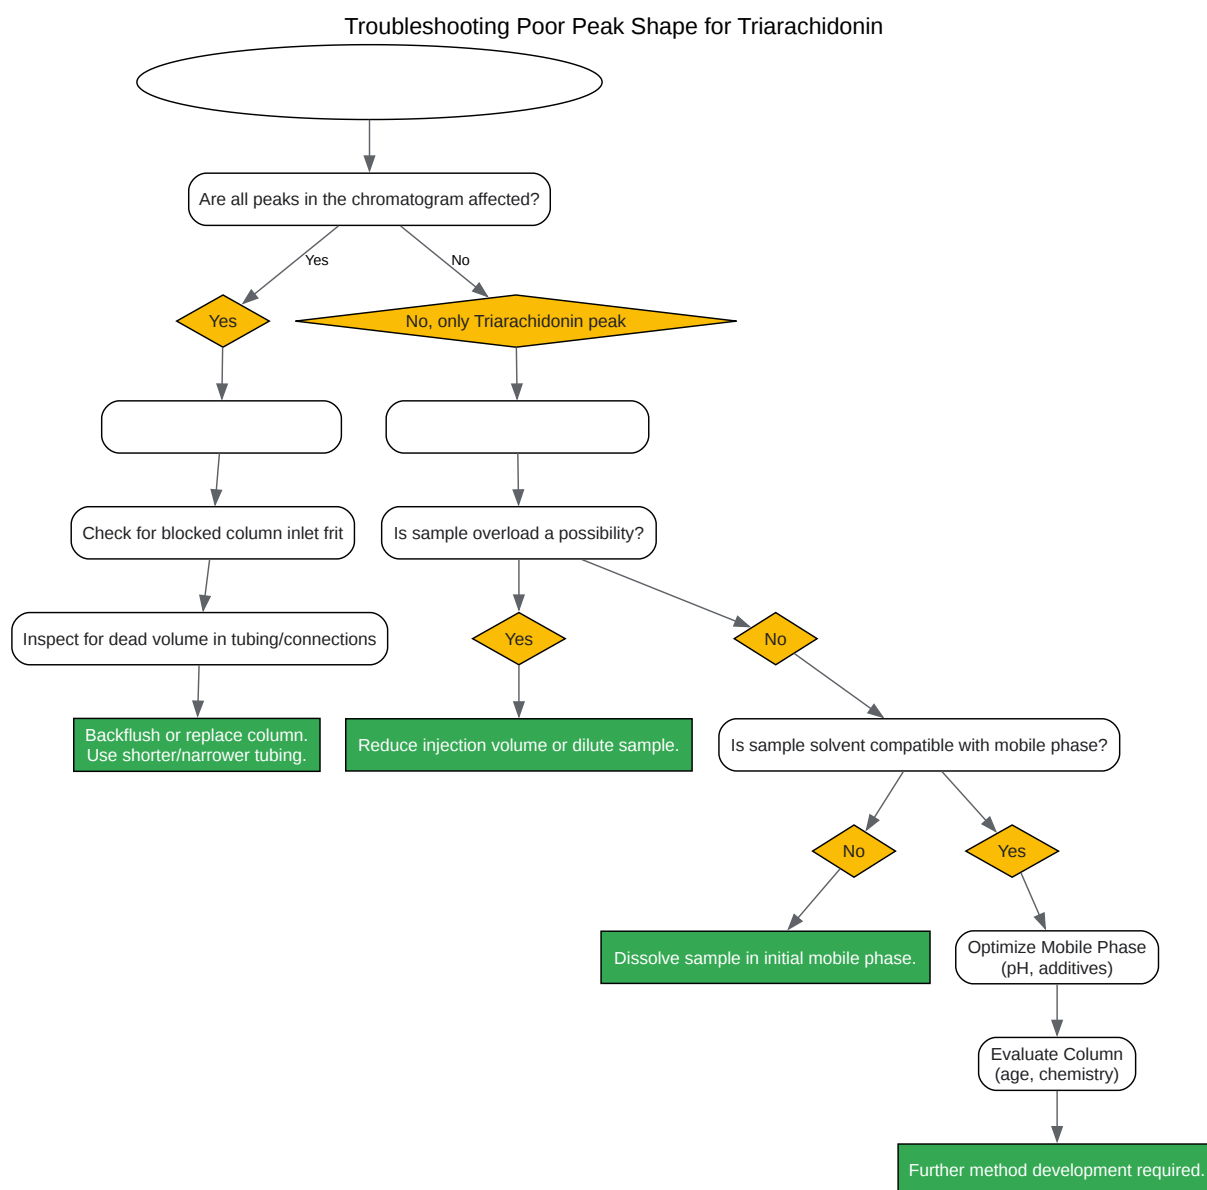 Troubleshooting Poor Peak Shape for Triarachidonin
Are all peaks in the chromatogram affected?
Yes
No
Yes
No, only Triarachidonin peak
Check for blocked column inlet frit
Is sample overload a possibility?
Inspect for dead volume in tubing/connections
Yes
No
Backflush or replace column.
Use shorter/narrower tubing.
Reduce injection volume or dilute sample.
Is sample solvent compatible with mobile phase?
No
Yes
Dissolve sample in initial mobile phase.
Optimize Mobile Phase
(pH, additives)
Evaluate Column
(age, chemistry)
Further method development required.